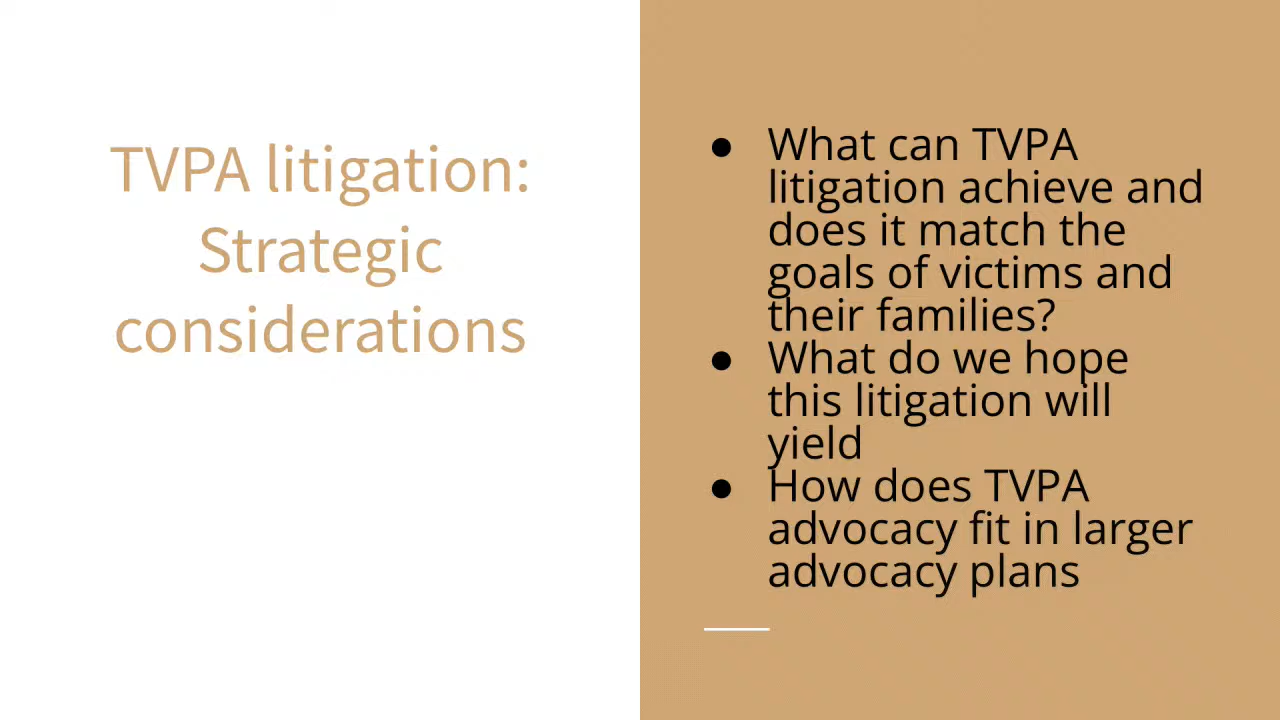 TVPA litigation:
Strategic
considerations
● What can TVPA
litigation achieve and
does it match the
goals of victims and
their families?
● What do we hope
this litigation will
yield
● How does TVPA
advocacy fit in larger
advocacy plans